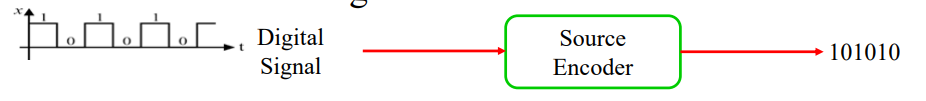 x
1 1 1
0 0 0
t
Digital
Signal
Source
Encoder
101010